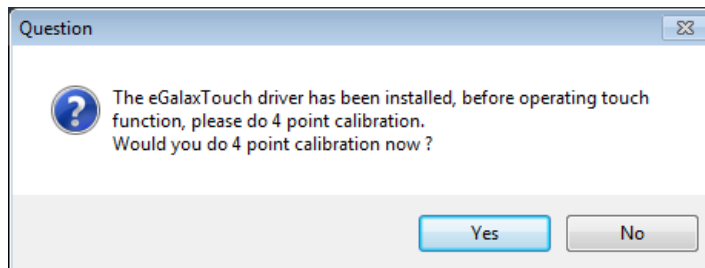 Question
The eGalaxTouch driver has been installed, before operating touch
function, please do 4 point calibration.
Would you do 4 point calibration now ?
Yes
No